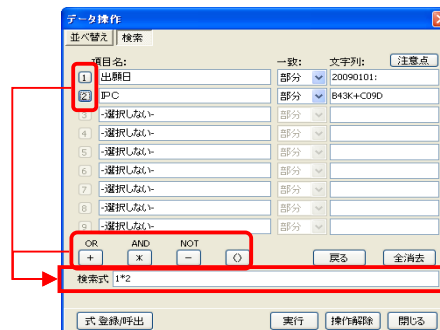 データ操作
並べ替え 検索
項目名: 一致: 文字列: 注意点
1 出願日 部分 20090101:
2 IPC 部分 B43K+C09D
3 -選択しない- 部分
4 -選択しない- 部分
5 -選択しない- 部分
6 -選択しない- 部分
7 -選択しない- 部分
8 -選択しない- 部分
9 -選択しない- 部分
OR AND NOT
+ * - () 戻る 全消去
検索式 1*2
式 登録/呼出 実行 操作解除 閉じる